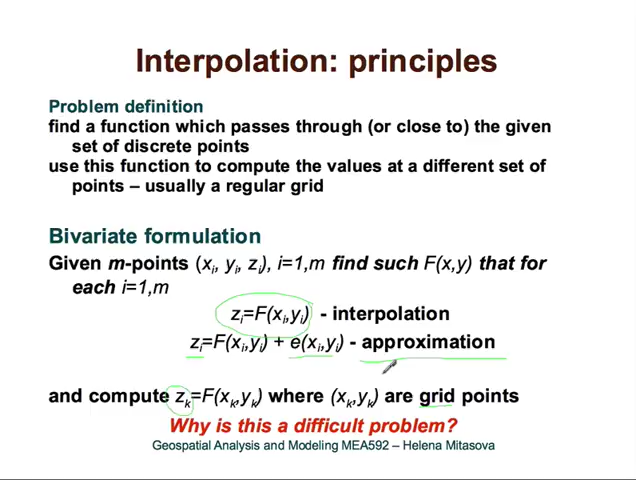 Interpolation: principles
Problem definition
find a function which passes through (or close to) the given
set of discrete points
use this function to compute the values at a different set of
points – usually a regular grid
Bivariate formulation
Given m-points (xᵢ, yᵢ, zᵢ), i=1,m find such F(x,y) that for
each i=1,m
zᵢ=F(xᵢ,yᵢ) - interpolation
zᵢ=F(xᵢ,yᵢ) + e(xᵢ,yᵢ) - approximation
and compute zₖ=F(xₖ,yₖ) where (xₖ,yₖ) are grid points
Why is this a difficult problem?
Geospatial Analysis and Modeling MEA592 – Helena Mitasova